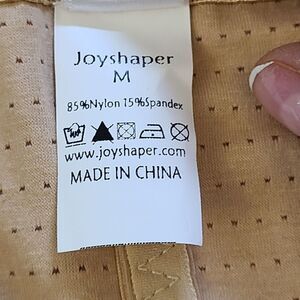 Joyshaper
M
85%Nylon 15%Spandex
www.joyshaper.com
MADE IN CHINA